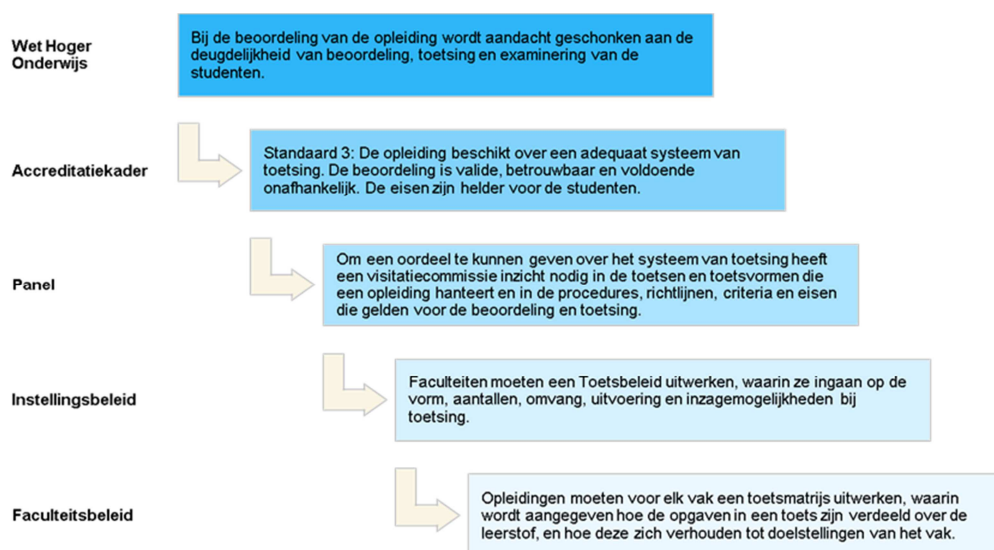 Wet Hoger
Onderwijs
Bij de beoordeling van de opleiding wordt aandacht geschonken aan de
deugdelijkheid van beoordeling, toetsing en examinering van de
studenten.
Accreditatiekader
Standaard 3: De opleiding beschikt over een adequaat systeem van
toetsing. De beoordeling is valide, betrouwbaar en voldoende
onafhankelijk. De eisen zijn helder voor de studenten.
Panel
Om een oordeel te kunnen geven over het systeem van toetsing heeft
een visitatiecommissie inzicht nodig in de toetsen en toetsvormen die
een opleiding hanteert en in de procedures, richtlijnen, criteria en eisen
die gelden voor de beoordeling en toetsing.
Instellingsbeleid
Faculteiten moeten een Toetsbeleid uitwerken, waarin ze ingaan op de
vorm, aantallen, omvang, uitvoering en inzagemogelijkheden bij
toetsing.
Faculteitsbeleid
Opleidingen moeten voor elk vak een toetsmatrijs uitwerken, waarin
wordt aangegeven hoe de opgaven in een toets zijn verdeeld over de
leerstof, en hoe deze zich verhouden tot doelstellingen van het vak.